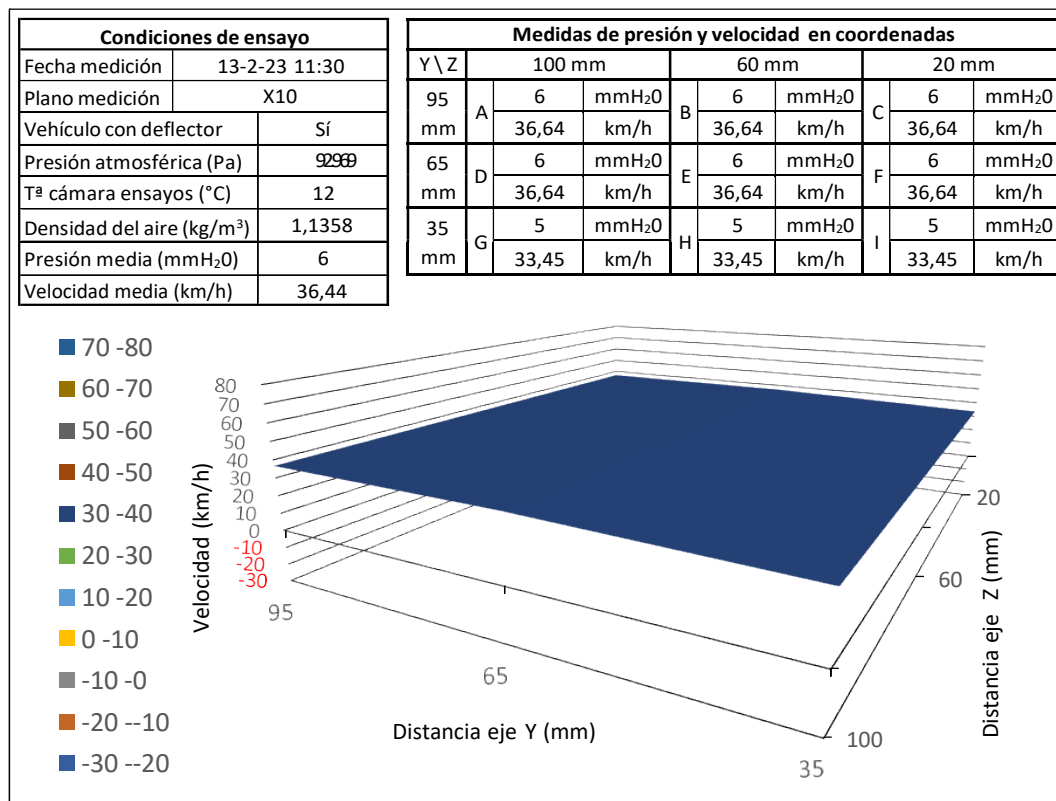 Condiciones de ensayo
Fecha medición 13-2-23 11:30
Plano medición X10
Vehículo con deflector Sí
Presión atmosférica (Pa)
Tª cámara ensayos (°C) 12
Densidad del aire (kg/m³) 1,1358
Presión media (mmH₂0) 6
Velocidad media (km/h) 36,44
Medidas de presión y velocidad en coordenadas
Y \ Z 100 mm 60 mm 20 mm
95 mm A 6 mmH₂0 B 6 mmH₂0 C 6 mmH₂0
36,64 km/h 36,64 km/h 36,64 km/h
65 mm D 6 mmH₂0 E 6 mmH₂0 F 6 mmH₂0
36,64 km/h 36,64 km/h 36,64 km/h
35 mm G 5 mmH₂0 H 5 mmH₂0 I 5 mmH₂0
33,45 km/h 33,45 km/h 33,45 km/h
70 -80
60 -70
50 -60
40 -50
30 -40
20 -30
10 -20
0 -10
-10 -0
-20 --10
-30 --20
Velocidad (km/h)
80
70
60
50
40
30
20
10
0
-10
-20
-30
95
65
35
Distancia eje Y (mm)
20
60
100
Distancia eje Z (mm)